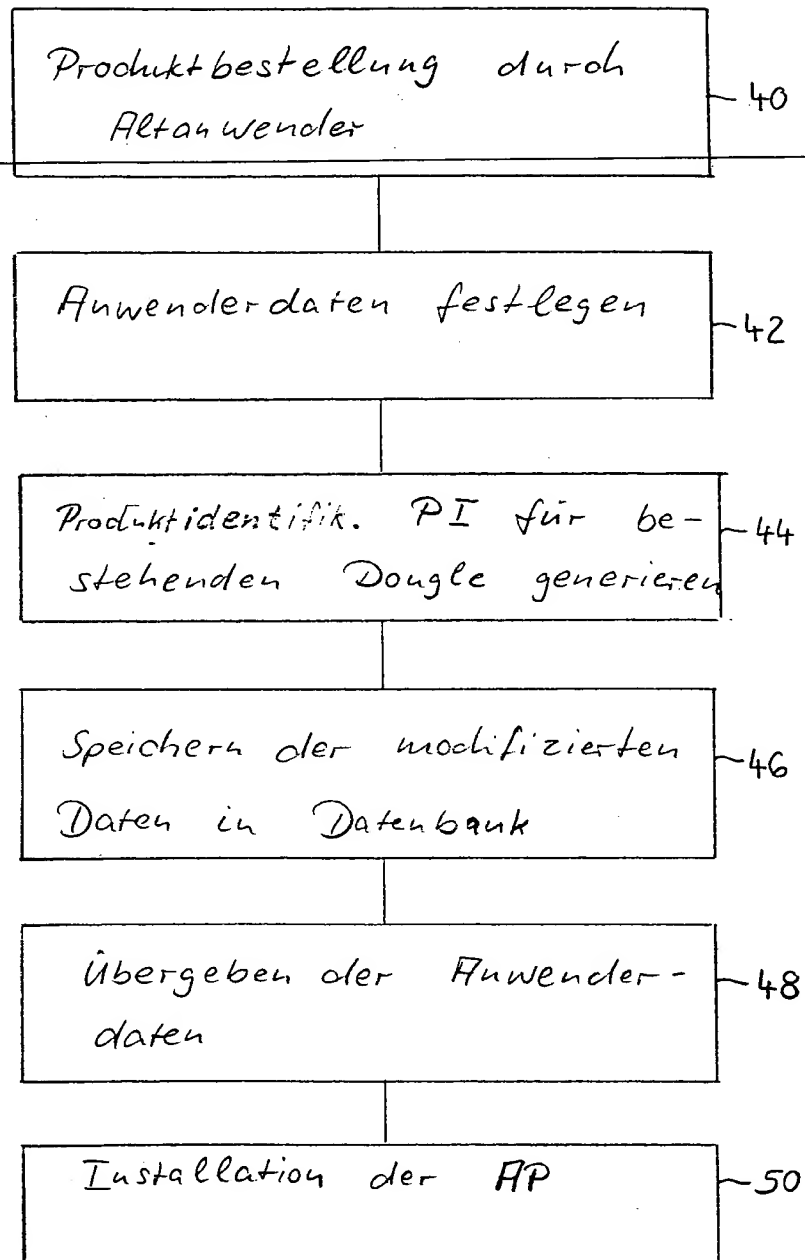 Produktbestellung durch
Altanwender
40
Anwenderdaten festlegen
42
Produktidentifik. PI für be-
stehenden Dongle generieren
44
Speichern der modifizierten
Daten in Datenbank
46
Übergeben der Anwender-
daten
48
Installation der AP
50